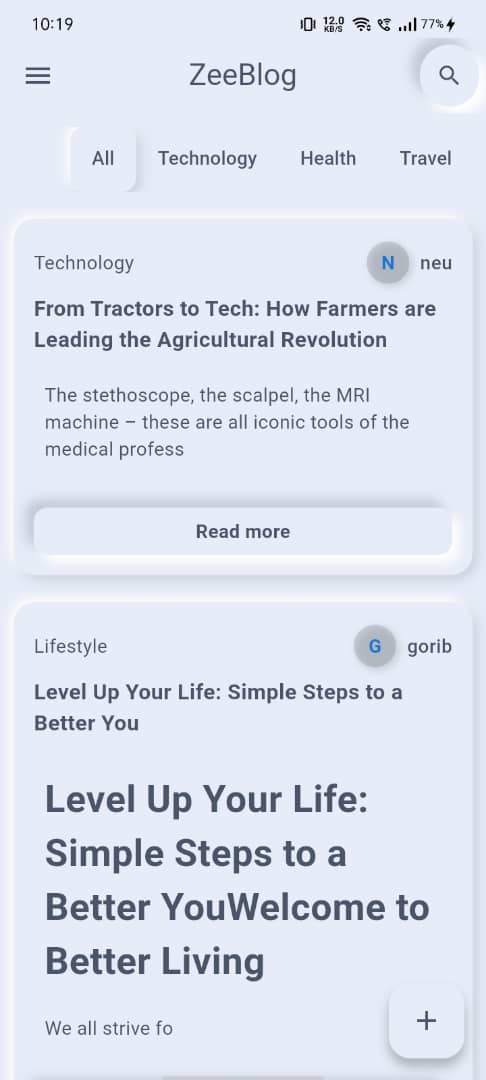 10:19 12.0 KB/S 77%
ZeeBlog
All Technology Health Travel
Technology N neu
From Tractors to Tech: How Farmers are
Leading the Agricultural Revolution
The stethoscope, the scalpel, the MRI
machine – these are all iconic tools of the
medical profess
Read more
Lifestyle G gorib
Level Up Your Life: Simple Steps to a
Better You
Level Up Your Life:
Simple Steps to a
Better YouWelcome to
Better Living
We all strive fo
+